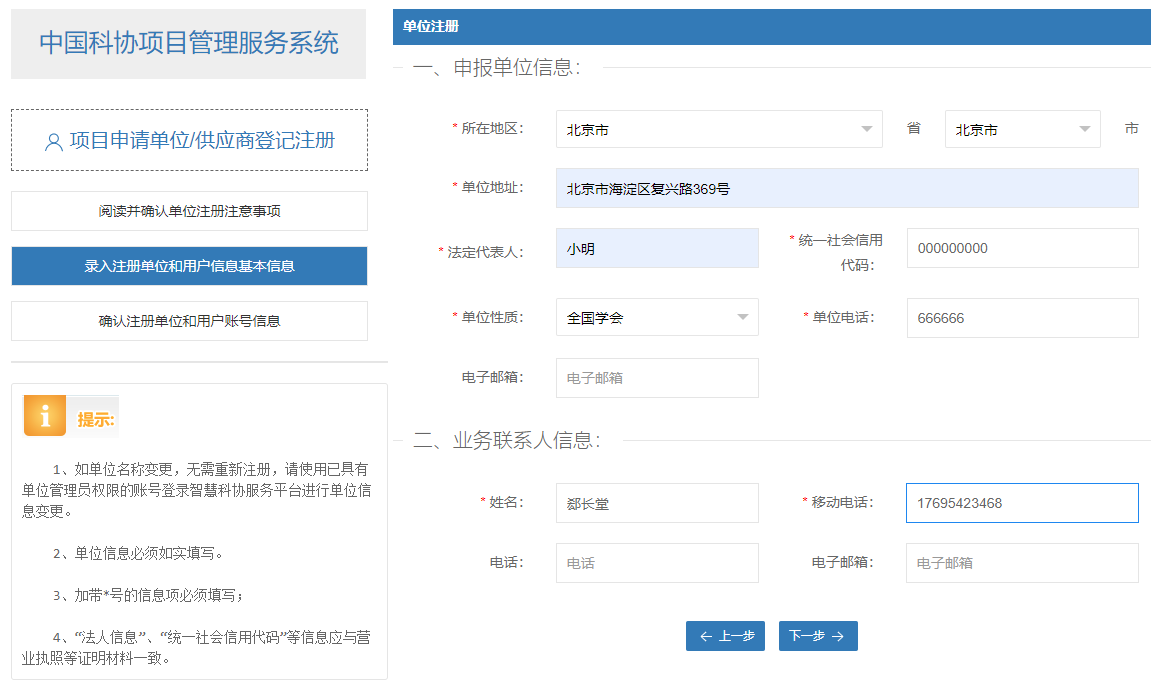 中国科协项目管理服务系统
项目申请单位/供应商登记注册
阅读并确认单位注册注意事项
录入注册单位和用户信息基本信息
确认注册单位和用户账号信息
提示:
1、如单位名称变更，无需重新注册，请使用已具有
单位管理员权限的账号登录智慧科协服务平台进行单位信
息变更。
2、单位信息必须如实填写。
3、加带*号的信息项必须填写；
4、“法人信息”、“统一社会信用代码”等信息应与营
业执照等证明材料一致。
单位注册
一、申报单位信息：
* 所在地区： 北京市 省 北京市 市
* 单位地址： 北京市海淀区复兴路369号
* 法定代表人： 小明 * 统一社会信用
代码： 000000000
* 单位性质： 全国学会 * 单位电话： 666666
电子邮箱： 电子邮箱
二、业务联系人信息：
* 姓名： 郄长堂 * 移动电话： 17695423468
电话： 电话 电子邮箱： 电子邮箱
← 上一步 下一步 →